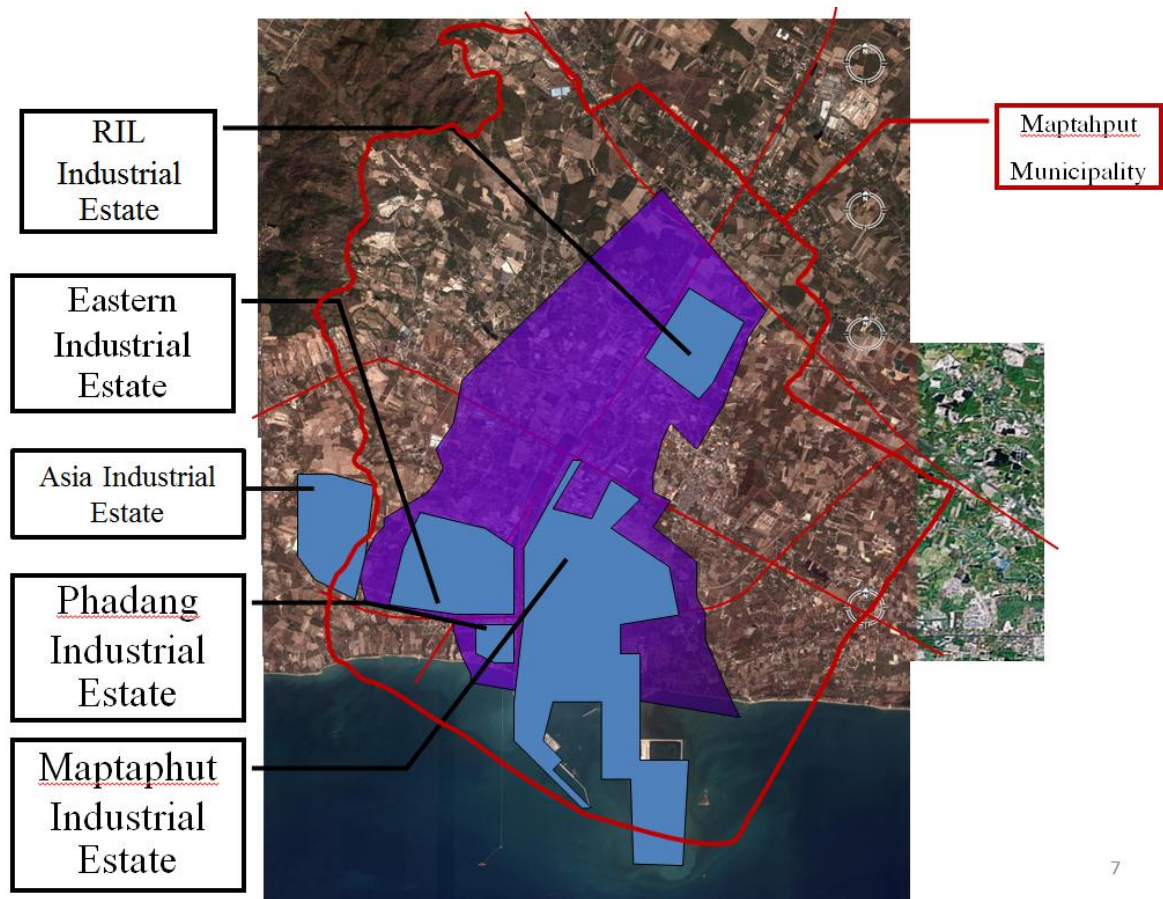 RIL
Industrial
Estate
Eastern
Industrial
Estate
Asia Industrial
Estate
Phadang
Industrial
Estate
Maptaphut
Industrial
Estate
Maptahput
Municipality
N
N
N
N
7